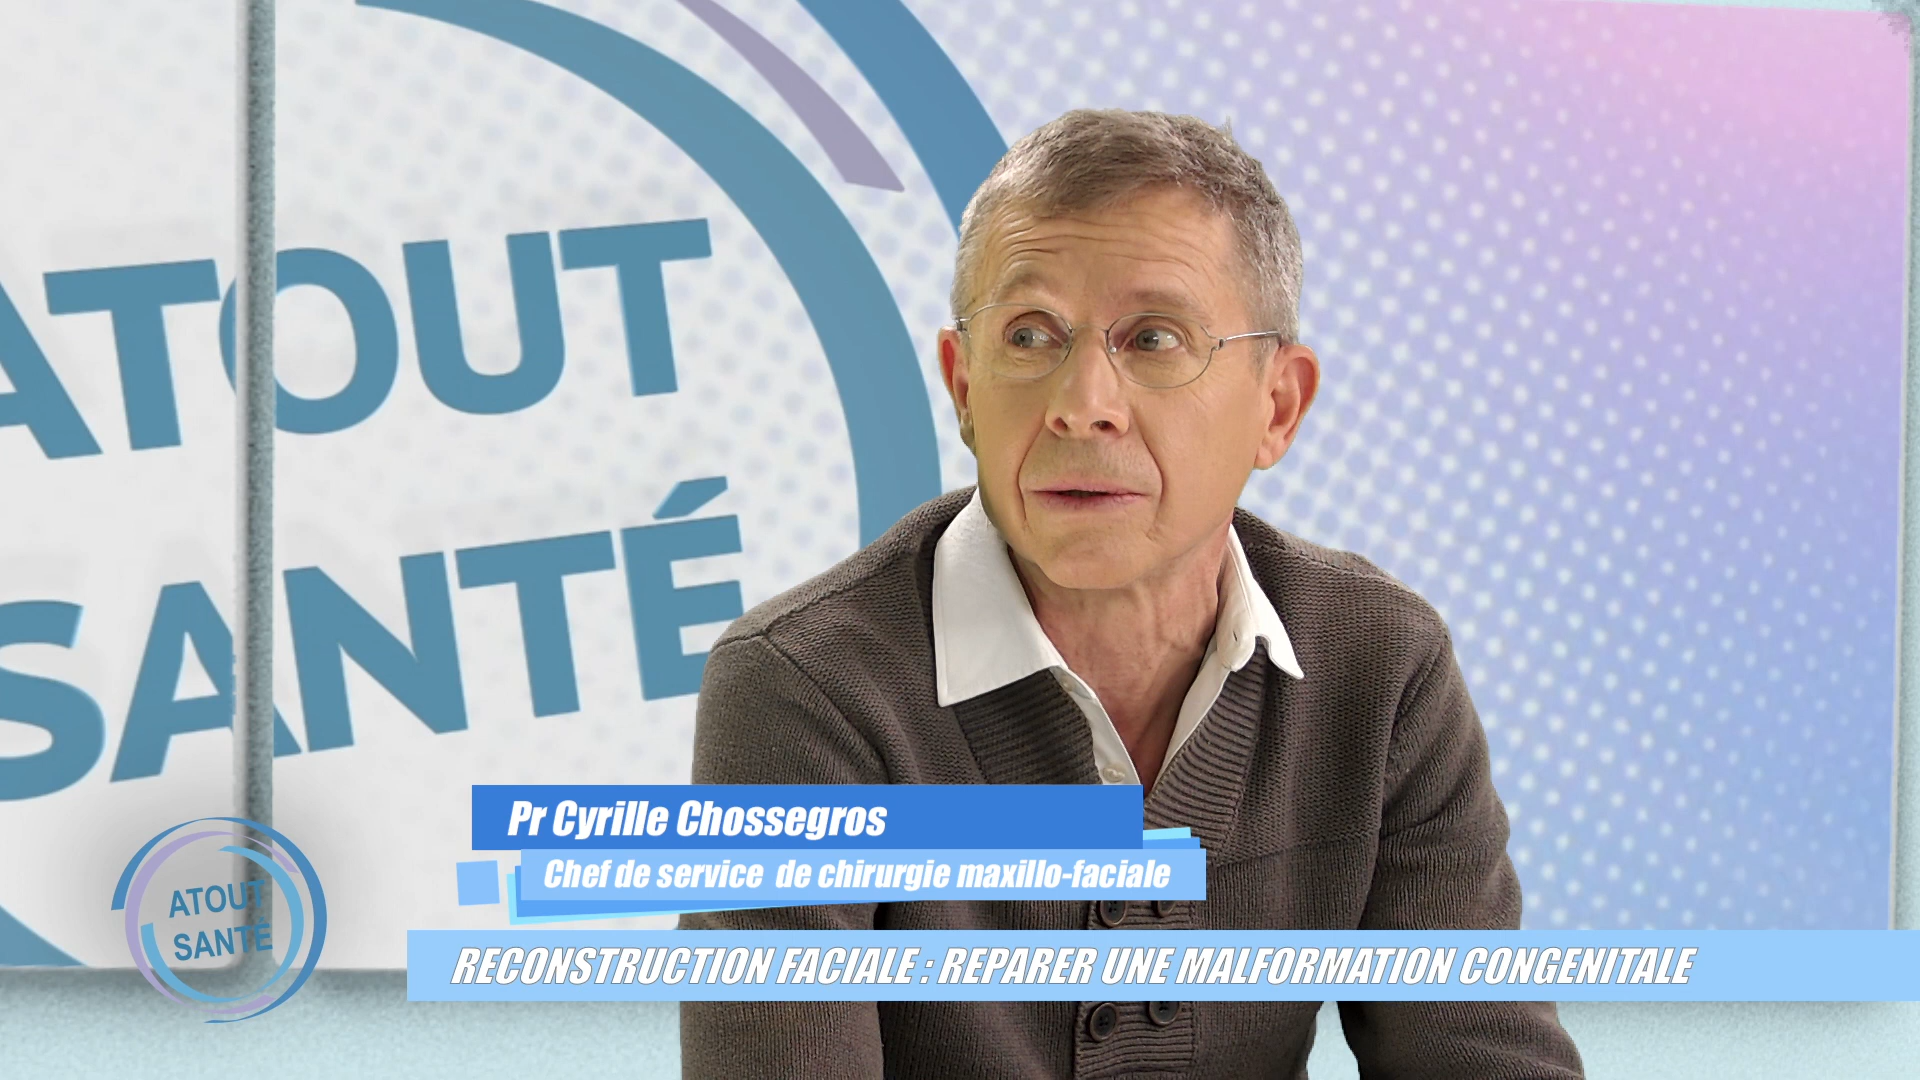 ATOUT
SANTÉ
Pr Cyrille Chossegros
Chef de service de chirurgie maxillo-faciale
ATOUT
SANTÉ
RECONSTRUCTION FACIALE : REPARER UNE MALFORMATION CONGENITALE